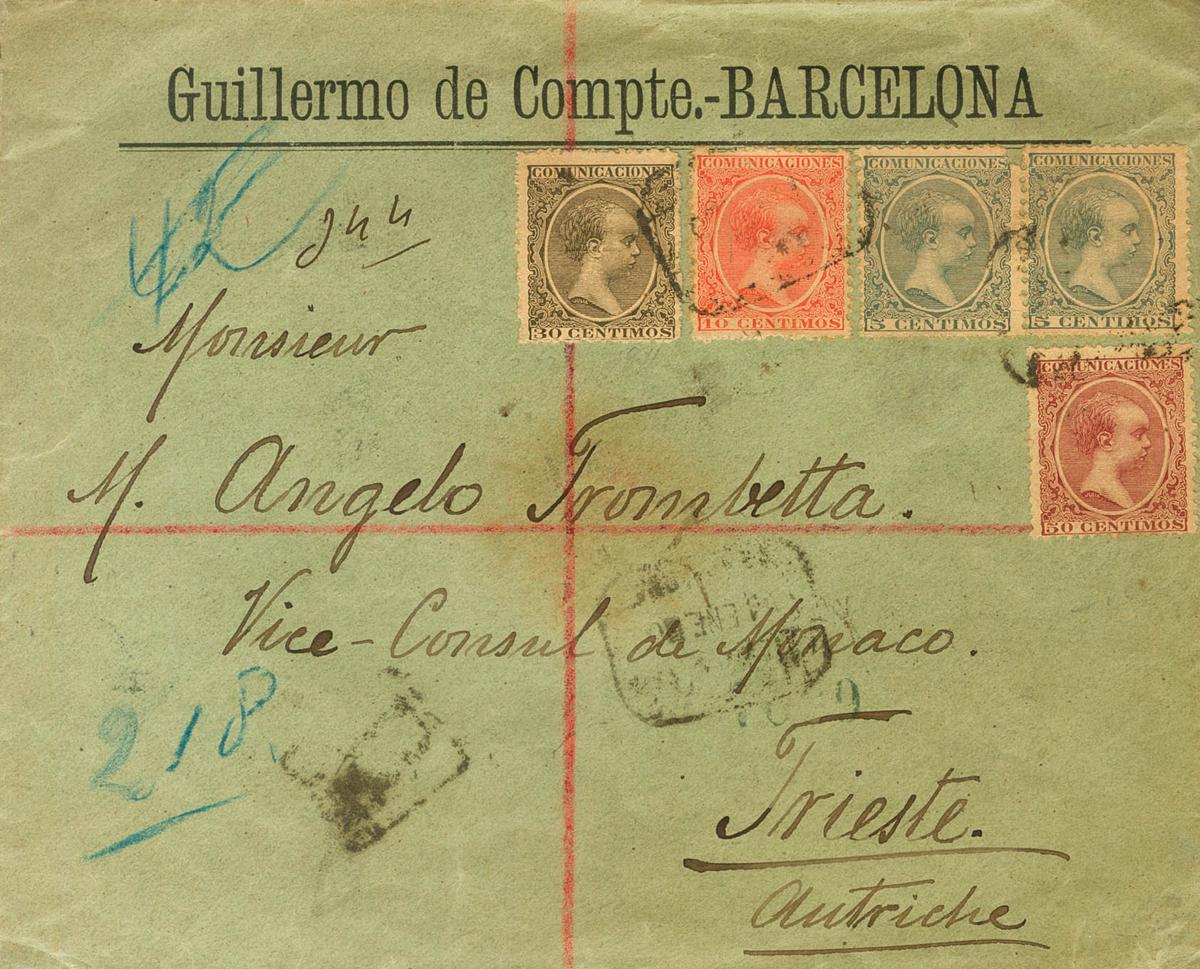 Guillermo de Compte.-BARCELONA
COMUNICACIONES
30 CENTIMOS
COMUNICACIONES
10 CENTIMOS
COMUNICACIONES
5 CENTIMOS
COMUNICACIONES
5 CENTIMOS
Monsieur
COMUNICACIONES
50 CENTIMOS
M. Angelo Trombetta.
ENE
Vice-Consul de Monaco.
218
Trieste.
Autriche